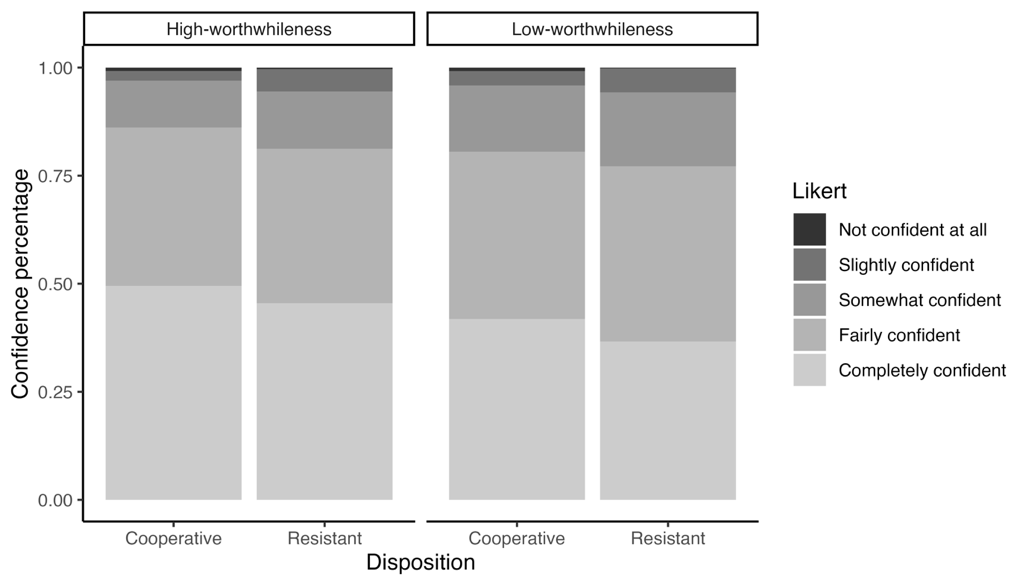 High-worthwhileness
Low-worthwhileness
Confidence percentage
1.00
0.75
0.50
0.25
0.00
Cooperative
Resistant
Cooperative
Resistant
Disposition
Likert
Not confident at all
Slightly confident
Somewhat confident
Fairly confident
Completely confident